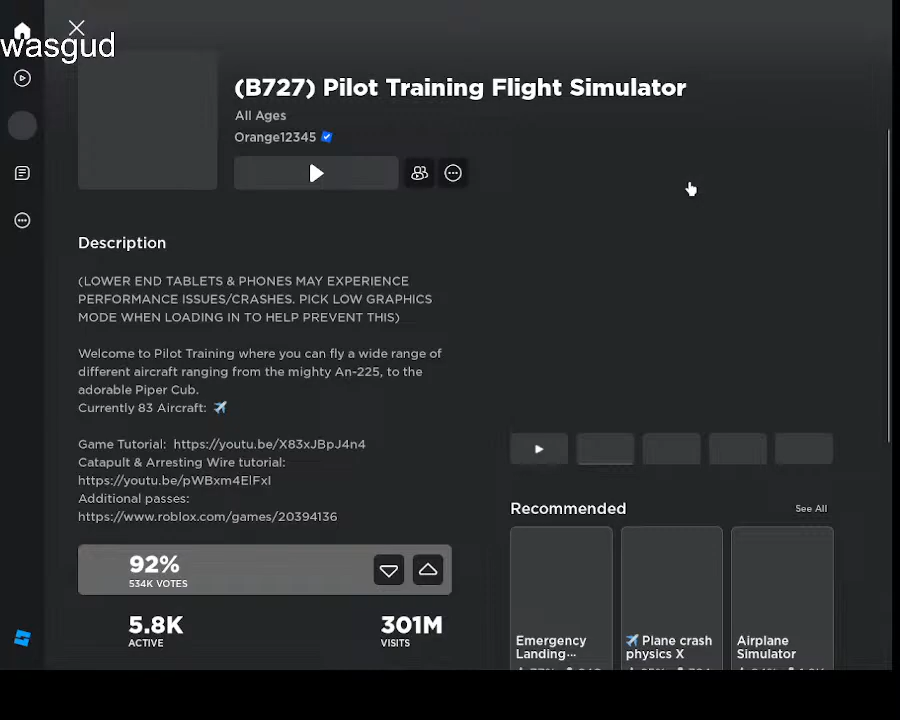 wasgud
(B727) Pilot Training Flight Simulator
All Ages
Orange12345
Description
(LOWER END TABLETS & PHONES MAY EXPERIENCE
PERFORMANCE ISSUES/CRASHES. PICK LOW GRAPHICS
MODE WHEN LOADING IN TO HELP PREVENT THIS)
Welcome to Pilot Training where you can fly a wide range of
different aircraft ranging from the mighty An-225, to the
adorable Piper Cub.
Currently 83 Aircraft: ✈️
Game Tutorial: https://youtu.be/X83xJBpJ4n4
Catapult & Arresting Wire tutorial:
https://youtu.be/pWBxm4ElFxI
Additional passes:
https://www.roblox.com/games/20394136
92%
534K VOTES
5.8K
ACTIVE
301M
VISITS
Recommended
See All
Emergency
Landing...
✈️ Plane crash
physics X
Airplane
Simulator